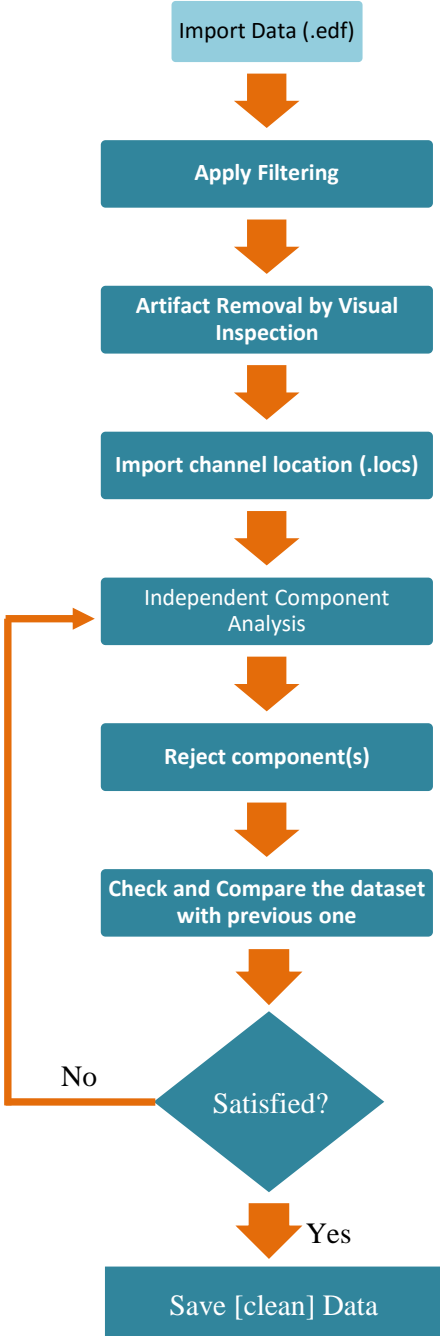 Import Data (.edf)
Apply Filtering
Artifact Removal by Visual
Inspection
Import channel location (.locs)
Independent Component
Analysis
Reject component(s)
Check and Compare the dataset
with previous one
No
Satisfied?
Yes
Save [clean] Data